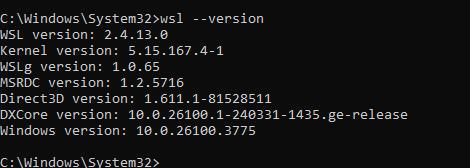 C:\Windows\System32>wsl --version
WSL version: 2.4.13.0
Kernel version: 5.15.167.4-1
WSLg version: 1.0.65
MSRDC version: 1.2.5716
Direct3D version: 1.611.1-81528511
DXCore version: 10.0.26100.1-240331-1435.ge-release
Windows version: 10.0.26100.3775
C:\Windows\System32>